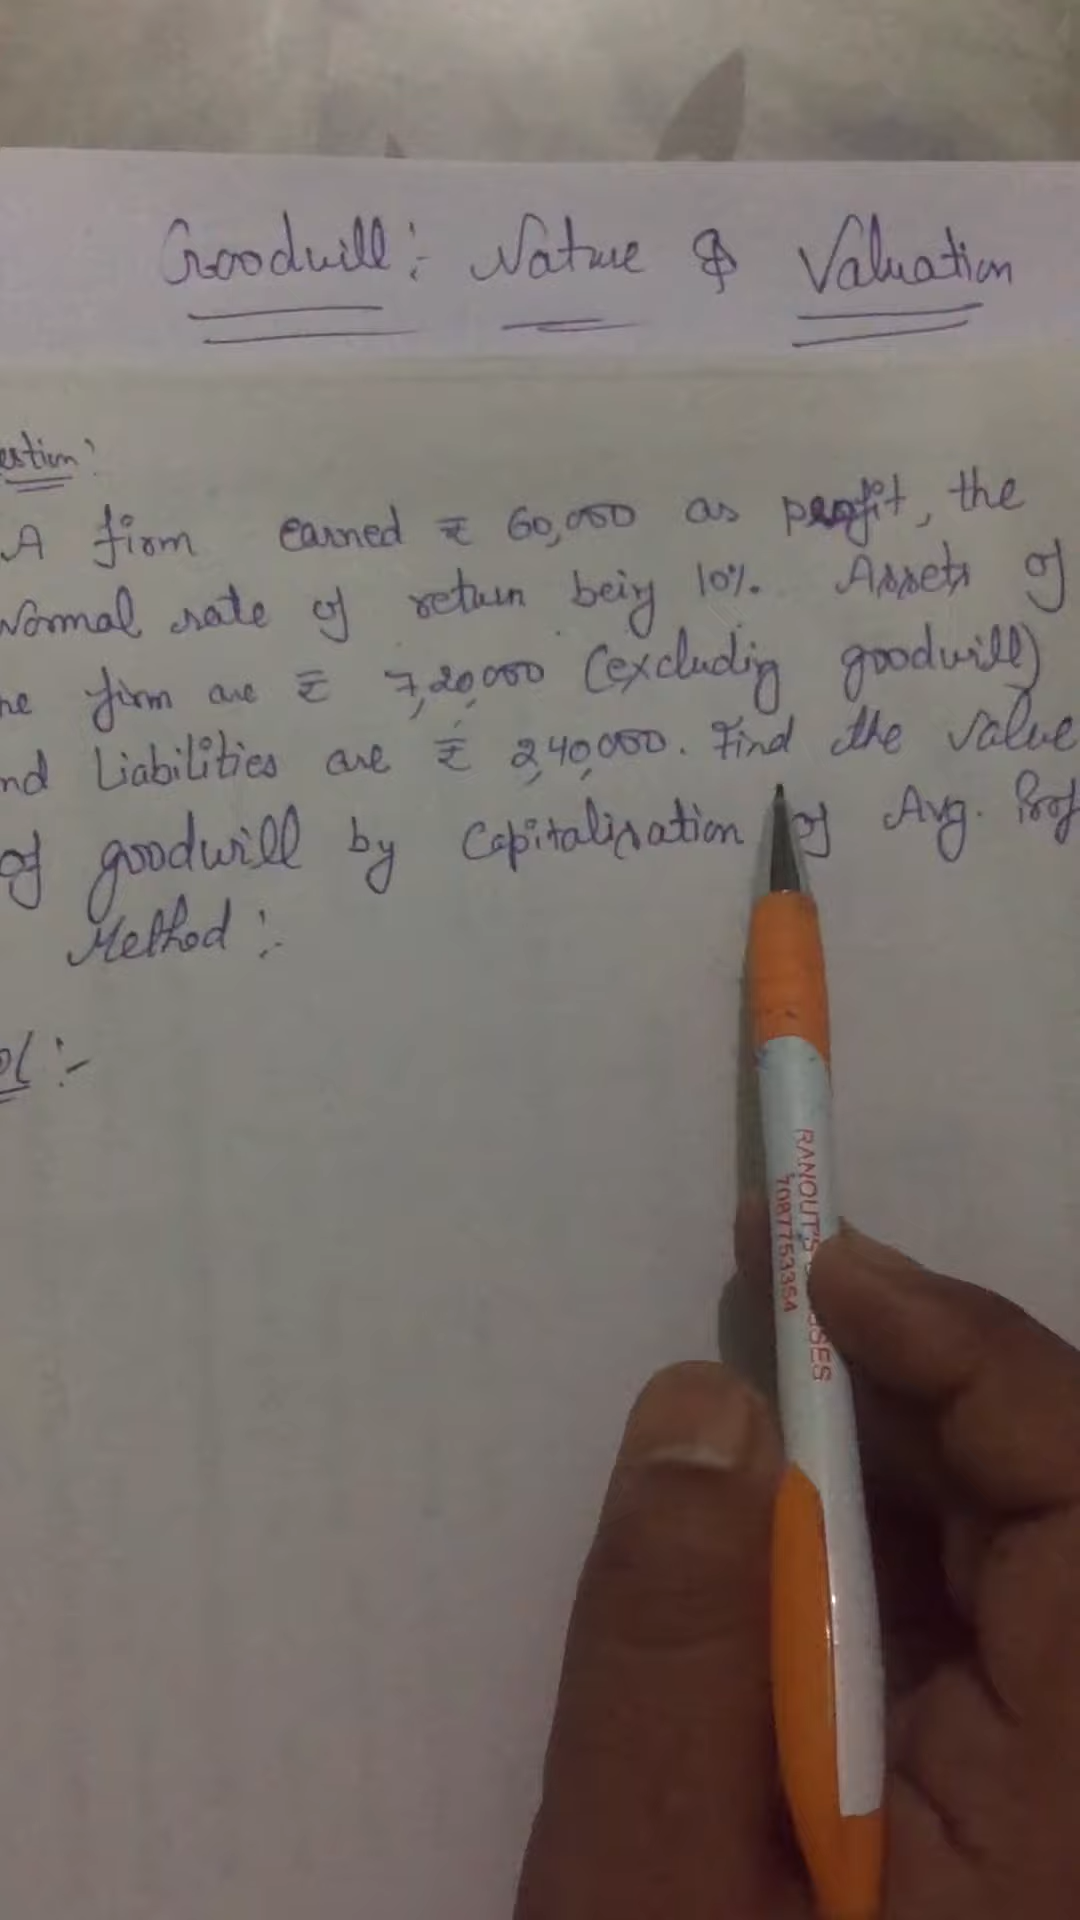 Goodwill:- Nature & Valuation
estion:
A firm earned ₹ 60,000 as profit, the
Normal rate of return being 10%. Assets of
he firm are ₹ 7,20,000 (excluding goodwill)
nd Liabilities are ₹ 2,40,000. Find the value
of goodwill by Capitalisation of Avg. Prof
Method :-
ol :-
RANOUT'S
7087753354